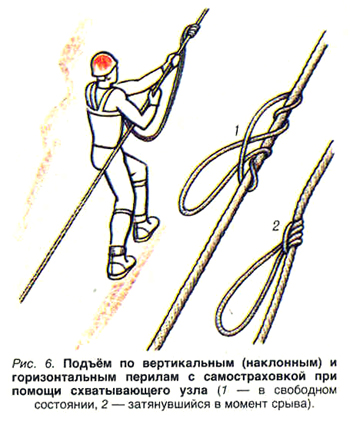 1
2
Рис. 6. Подъём по вертикальным (наклонным) и
горизонтальным перилам с самостраховкой при
помощи схватывающего узла (1 — в свободном
состоянии, 2 — затянувшийся в момент срыва).